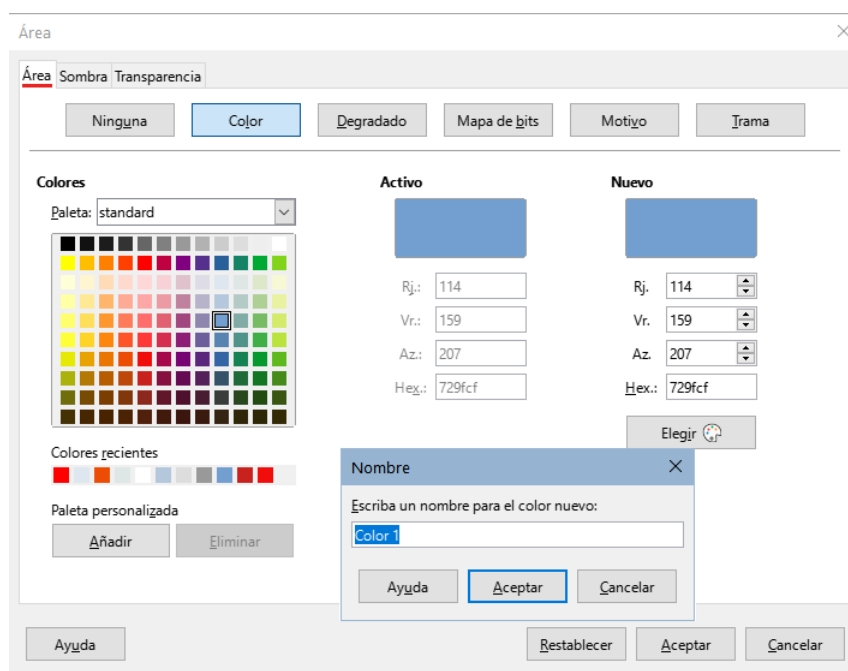 Área
Área Sombra Transparencia
Ninguna Color Degradado Mapa de bits Motivo Trama
Colores Activo Nuevo
Paleta: standard
Rj.: 114 Rj. 114
Vr.: 159 Vr. 159
Az.: 207 Az. 207
Hex.: 729fcf Hex.: 729fcf
Elegir
Colores recientes
Paleta personalizada
Añadir Eliminar
Nombre
Escriba un nombre para el color nuevo:
Color 1
Ayuda Aceptar Cancelar
Ayuda Restablecer Aceptar Cancelar